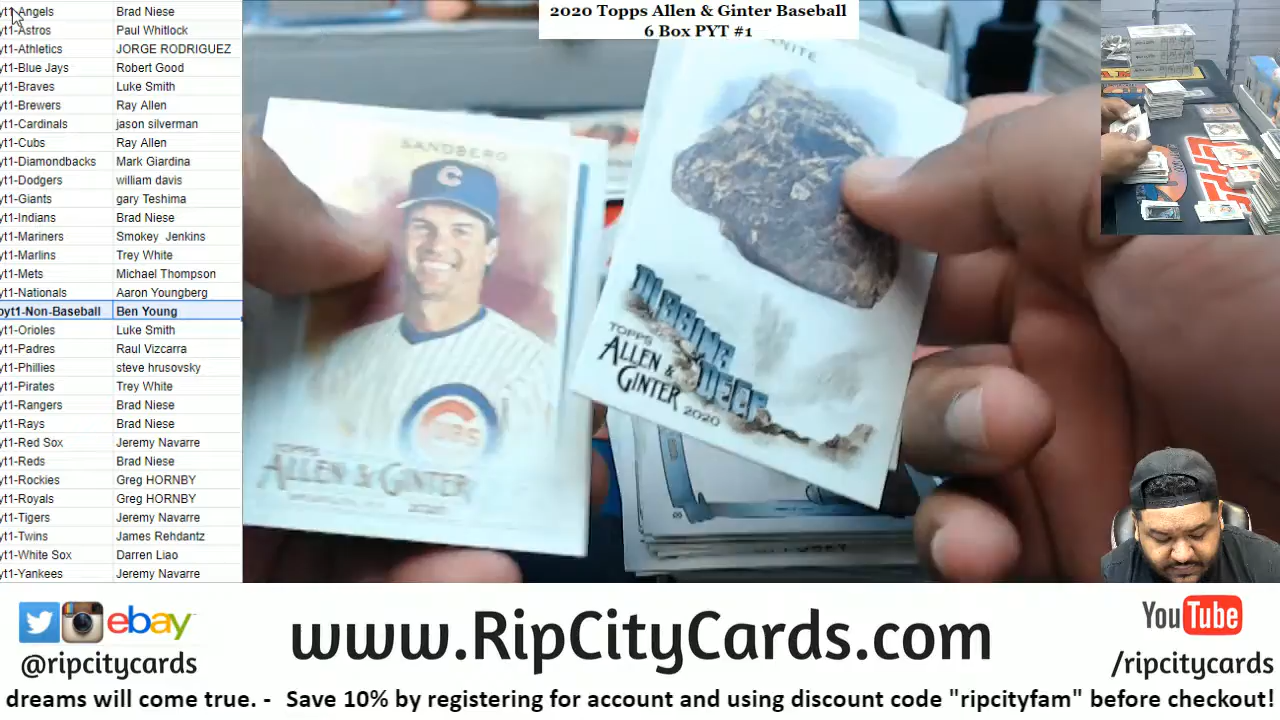 2020 Topps Allen & Ginter Baseball
6 Box PYT #1
yt1-Angels Brad Niese
yt1-Astros Paul Whitlock
yt1-Athletics JORGE RODRIGUEZ
yt1-Blue Jays Robert Good
yt1-Braves Luke Smith
yt1-Brewers Ray Allen
yt1-Cardinals jason silverman
yt1-Cubs Ray Allen
yt1-Diamondbacks Mark Giardina
yt1-Dodgers william davis
yt1-Giants gary Teshima
yt1-Indians Brad Niese
yt1-Mariners Smokey Jenkins
yt1-Marlins Trey White
yt1-Mets Michael Thompson
yt1-Nationals Aaron Youngberg
pyt1-Non-Baseball Ben Young
yt1-Orioles Luke Smith
yt1-Padres Raul Vizcarra
yt1-Phillies steve hrusovsky
yt1-Pirates Trey White
yt1-Rangers Brad Niese
yt1-Rays Brad Niese
yt1-Red Sox Jeremy Navarre
yt1-Reds Brad Niese
yt1-Rockies Greg HORNBY
yt1-Royals Greg HORNBY
yt1-Tigers Jeremy Navarre
yt1-Twins James Rehdantz
yt1-White Sox Darren Liao
yt1-Yankees Jeremy Navarre
SANDBERG
C
CUBS
TOPPS
ALLEN & GINTER
2020
DIGGING
DEEP
TOPPS
ALLEN &
GINTER
2020
ebay
@ripcitycards
www.RipCityCards.com
YouTube
/ripcitycards
dreams will come true. - Save 10% by registering for account and using discount code "ripcityfam" before checkout!